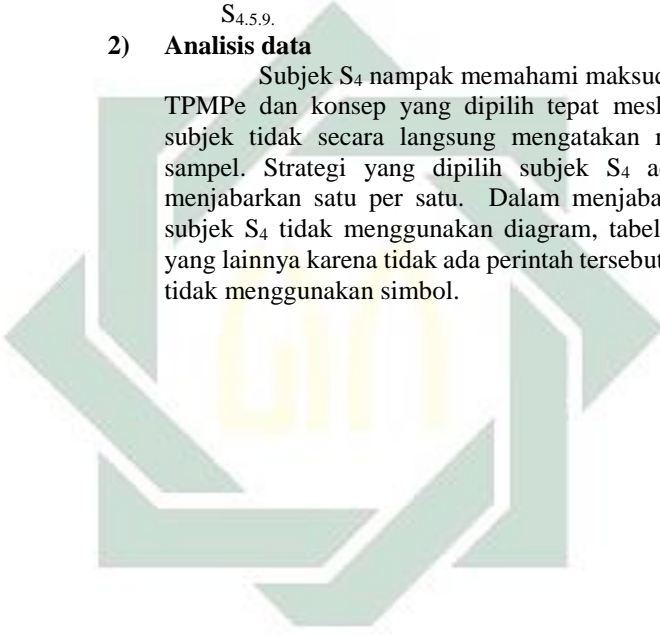 S4.5.9.
2) Analisis data
Subjek S4 nampak memahami maksud
TPMPe dan konsep yang dipilih tepat mesk
subjek tidak secara langsung mengatakan
sampel. Strategi yang dipilih subjek S4
menjabarkan satu per satu. Dalam menjaba
subjek S4 tidak menggunakan diagram, tabel
yang lainnya karena tidak ada perintah tersebut
tidak menggunakan simbol.